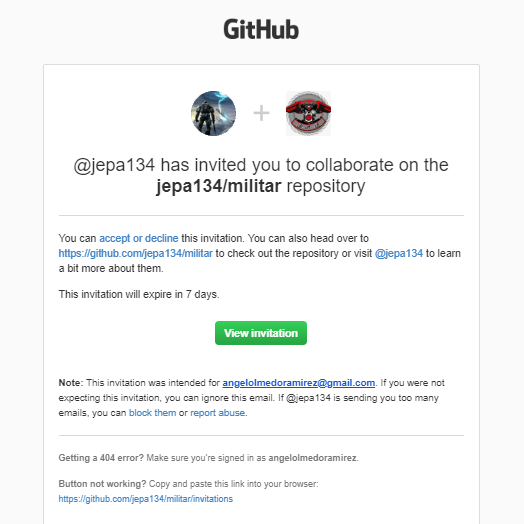 GitHub
@jepa134 has invited you to collaborate on the
jepa134/militar repository
You can accept or decline this invitation. You can also head over to
https://github.com/jepa134/militar to check out the repository or visit @jepa134 to learn
a bit more about them.
This invitation will expire in 7 days.
View invitation
Note: This invitation was intended for angelolmedoramirez@gmail.com. If you were not
expecting this invitation, you can ignore this email. If @jepa134 is sending you too many
emails, you can block them or report abuse.
Getting a 404 error? Make sure you're signed in as angelolmedoramirez.
Button not working? Copy and paste this link into your browser:
https://github.com/jepa134/militar/invitations